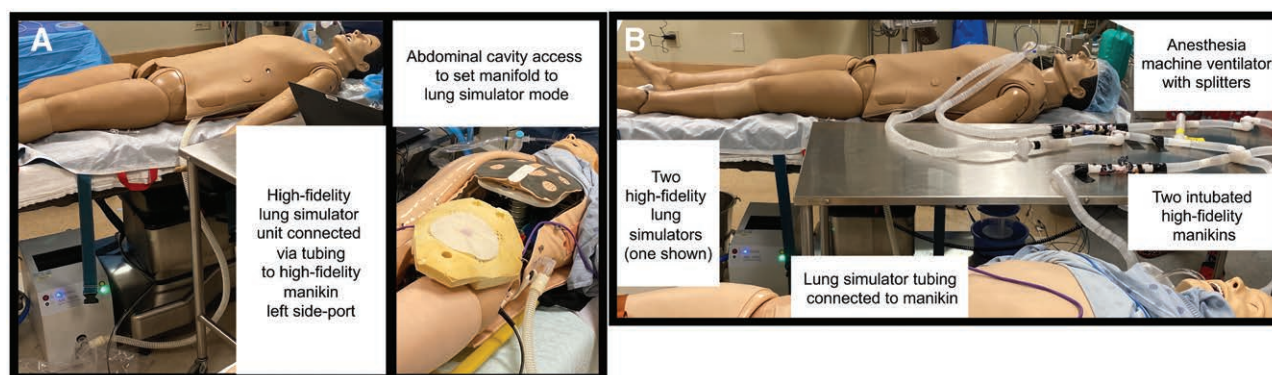 A
Abdominal cavity access
to set manifold to
lung simulator mode
High-fidelity
lung simulator
unit connected
via tubing
to high-fidelity
manikin
left side-port
B
Anesthesia
machine ventilator
with splitters
Two
high-fidelity
lung
simulators
(one shown)
Two intubated
high-fidelity
manikins
Lung simulator tubing
connected to manikin